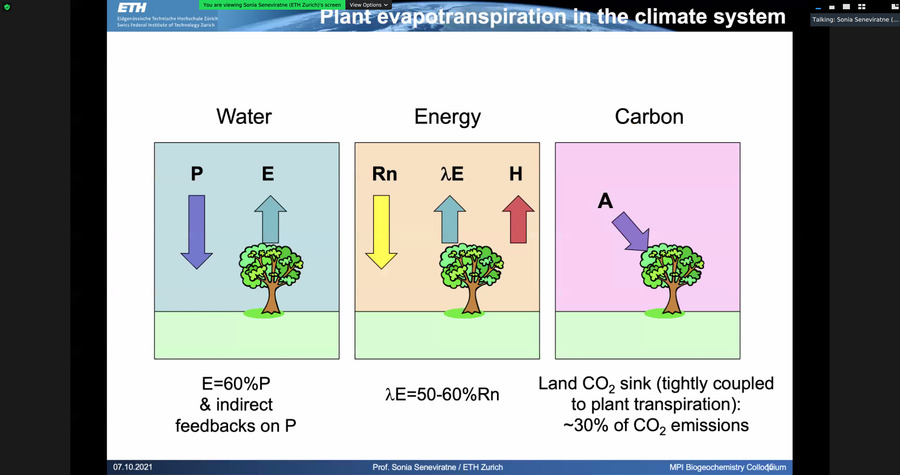 You are viewing Sonia Seneviratne (ETH Zurich)'s screen
View Options
Talking: Sonia Seneviratne (...
ETH
Eidgenössische Technische Hochschule Zürich
Swiss Federal Institute of Technology Zurich
Plant evapotranspiration in the climate system
Water
Energy
Carbon
P
E
Rn
λE
H
A
E=60%P
& indirect
feedbacks on P
λE=50-60%Rn
Land CO₂ sink (tightly coupled
to plant transpiration):
~30% of CO₂ emissions
07.10.2021
Prof. Sonia Seneviratne / ETH Zurich
MPI Biogeochemistry Colloquium